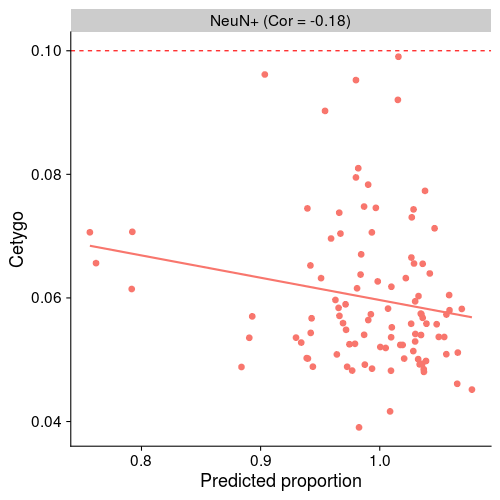 NeuN+ (Cor = -0.18)
0.10
0.08
0.06
0.04
Cetygo
0.8 0.9 1.0
Predicted proportion